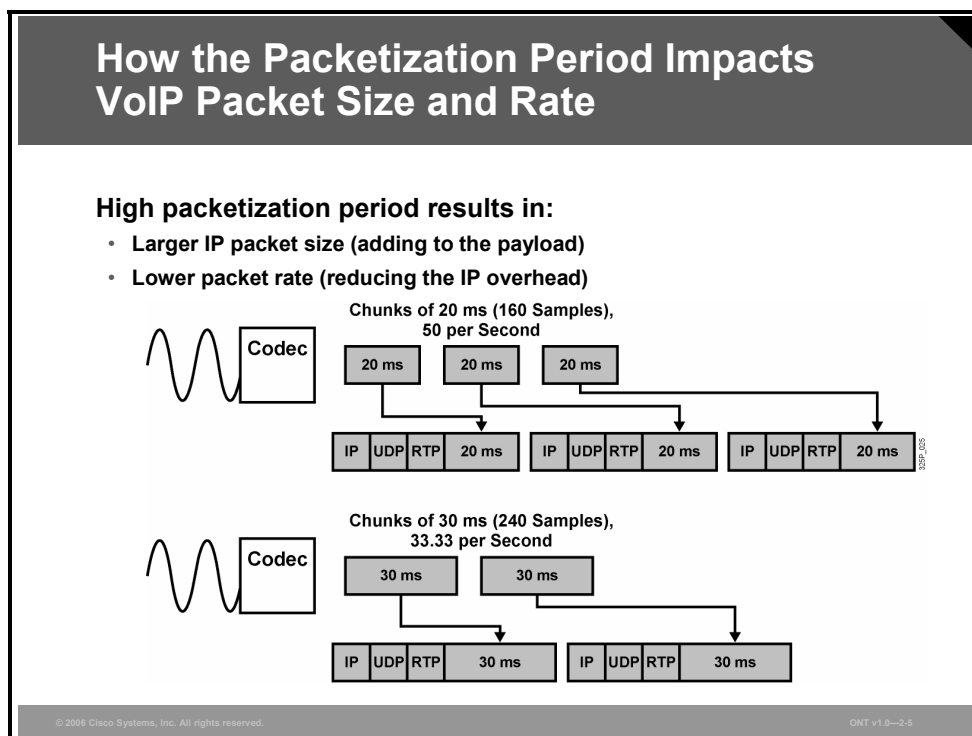 How the Packetization Period Impacts
VoIP Packet Size and Rate
High packetization period results in:
• Larger IP packet size (adding to the payload)
• Lower packet rate (reducing the IP overhead)
Chunks of 20 ms (160 Samples),
50 per Second
Codec
20 ms 20 ms 20 ms
IP UDP RTP 20 ms IP UDP RTP 20 ms IP UDP RTP 20 ms
325P_025
Chunks of 30 ms (240 Samples),
33.33 per Second
Codec
30 ms 30 ms
IP UDP RTP 30 ms IP UDP RTP 30 ms
© 2006 Cisco Systems, Inc. All rights reserved. ONT v1.0—2-5